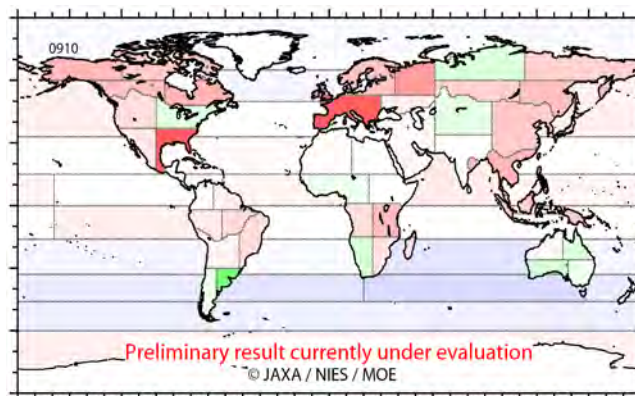 0910
Preliminary result currently under evaluation
© JAXA / NIES / MOE